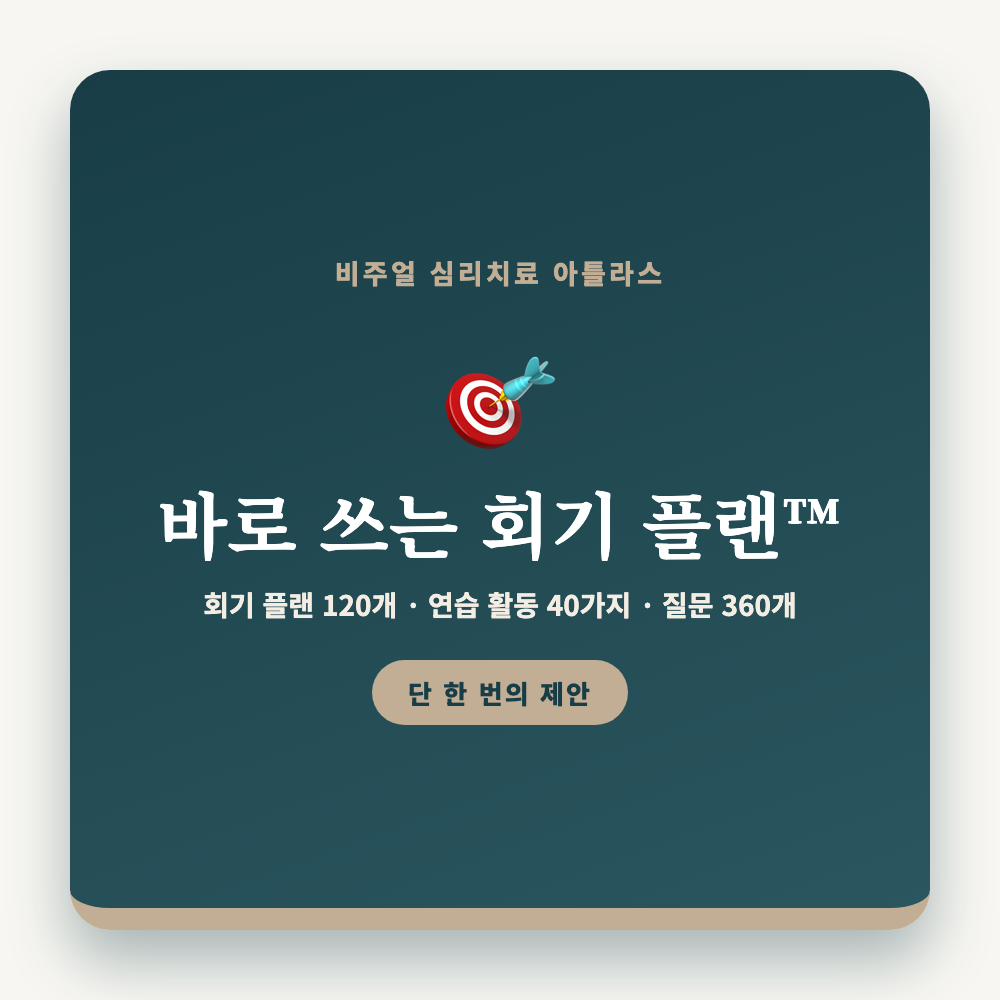 비주얼 심리치료 아틀라스
바로 쓰는 회기 플랜™
회기 플랜 120개 · 연습 활동 40가지 · 질문 360개
단 한 번의 제안